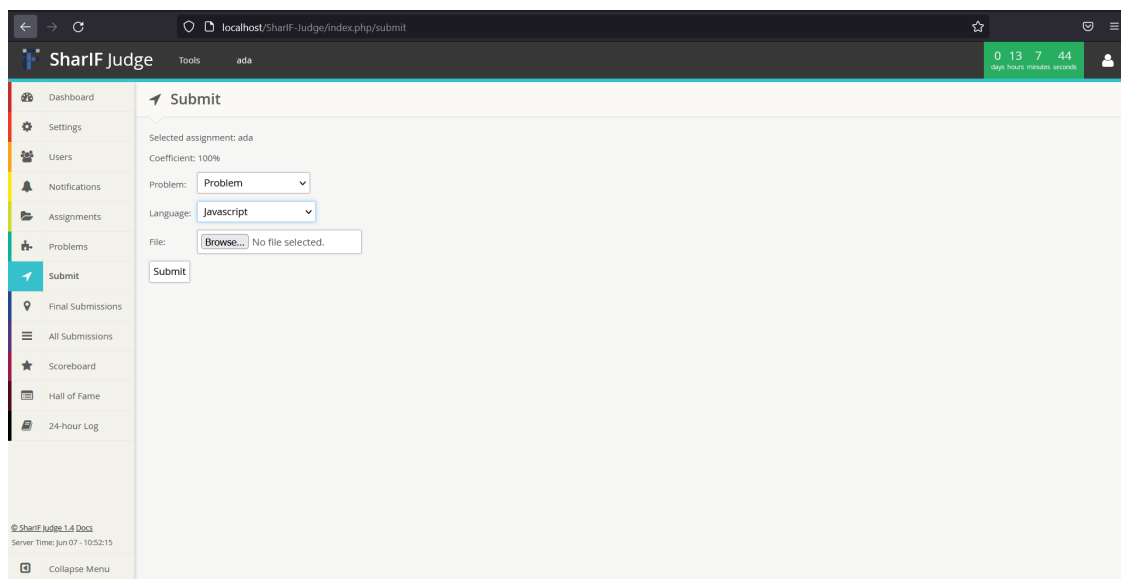 localhost/SharIF-Judge/index.php/submit
SharIF Judge Tools ada
0 13 7 44
days hours minutes seconds
Dashboard
Settings
Users
Notifications
Assignments
Problems
Submit
Final Submissions
All Submissions
Scoreboard
Hall of Fame
24-hour Log
© SharIF Judge 1.4 Docs
Server Time: Jun 07 - 10:52:15
Collapse Menu
Submit
Selected assignment: ada
Coefficient: 100%
Problem: Problem
Language: Javascript
File: Browse... No file selected.
Submit